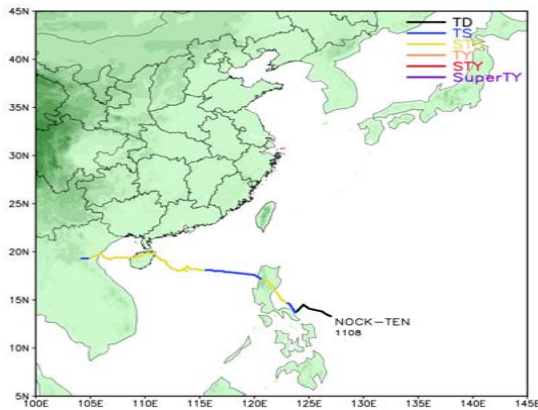 45N
TD
TS
STS
TY
STY
SuperTY
40N
35N
30N
25N
20N
15N
NOCK-TEN
1108
10N
5N
100E 105E 110E 115E 120E 125E 130E 135E 140E 145E